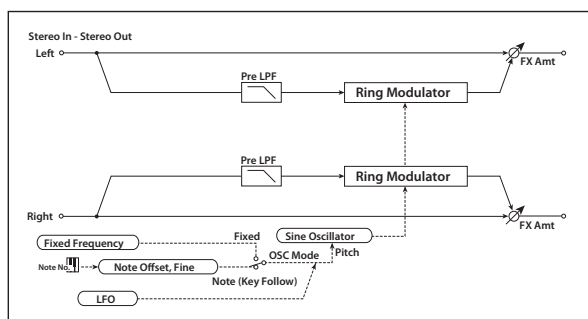 Stereo In - Stereo Out
Left
FX Amt
Pre LPF
Ring Modulator
Pre LPF
Ring Modulator
Right
FX Amt
Fixed Frequency
Fixed
Sine Oscillator
OSC Mode
Pitch
Note No.
Note Offset, Fine
Note (Key Follow)
LFO